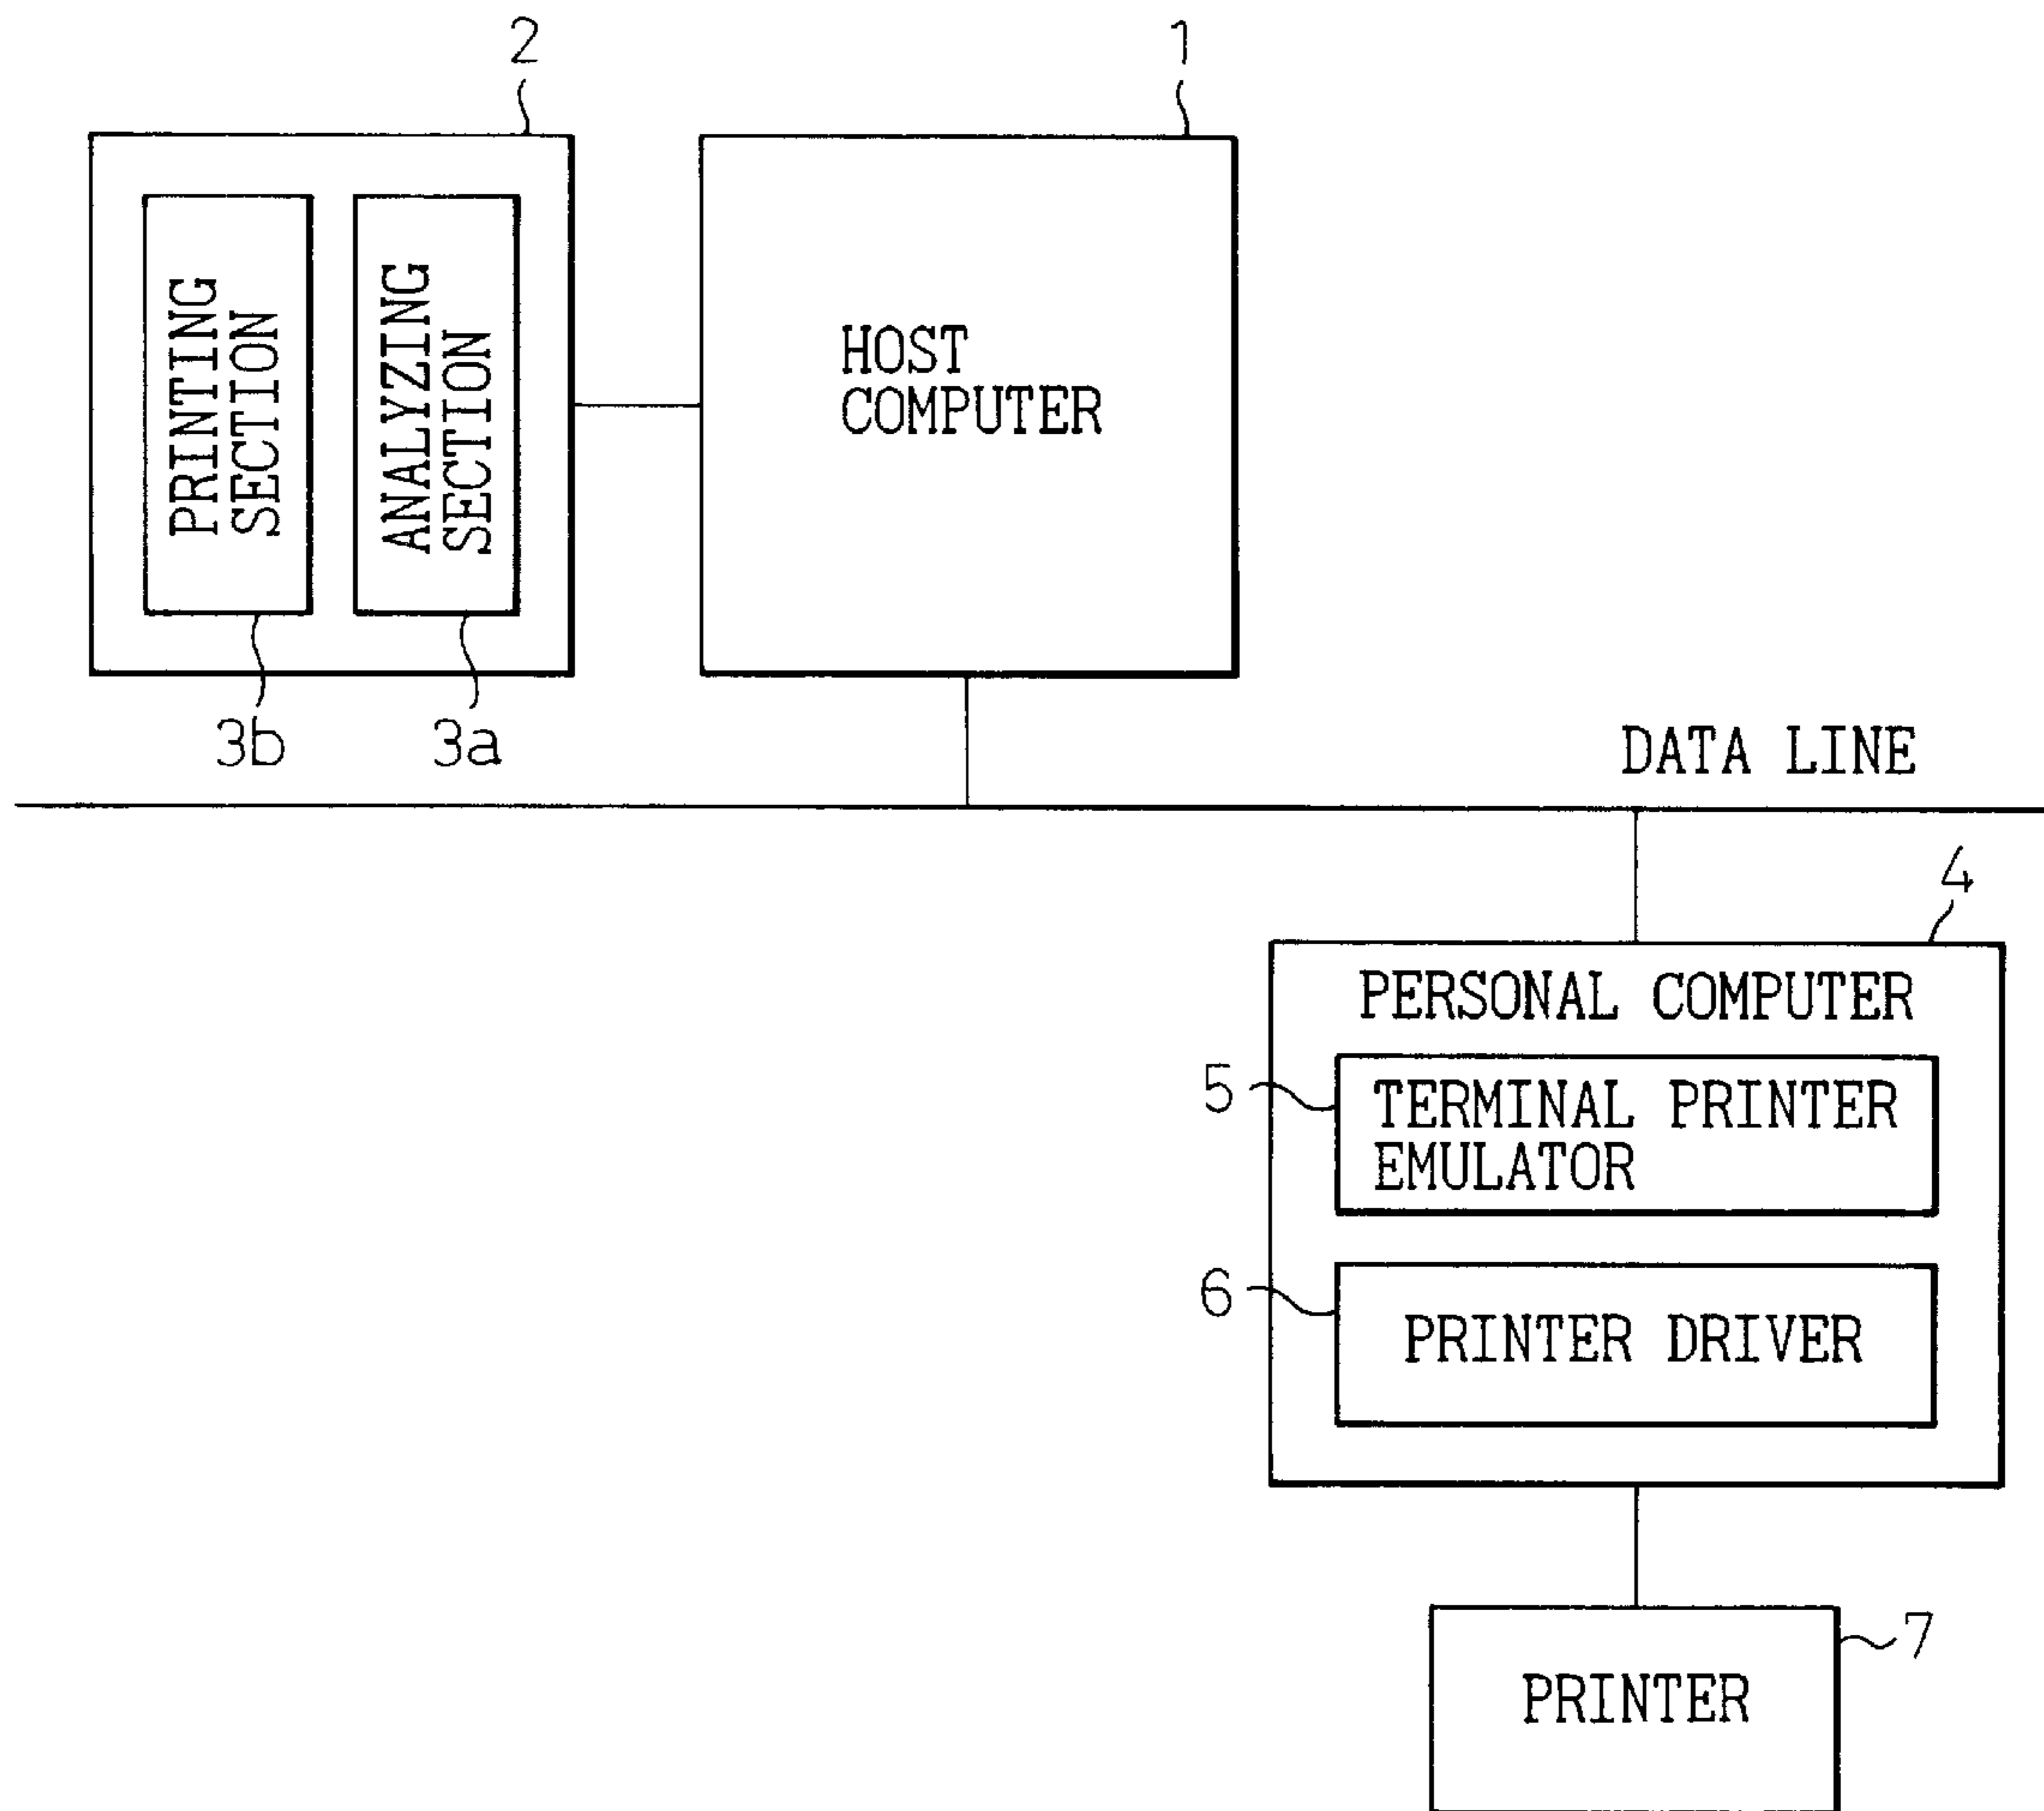 2
1
PRINTING
SECTION
ANALYZING
SECTION
HOST
COMPUTER
3b
3a
DATA LINE
4
PERSONAL COMPUTER
5
TERMINAL PRINTER
EMULATOR
6
PRINTER DRIVER
7
PRINTER